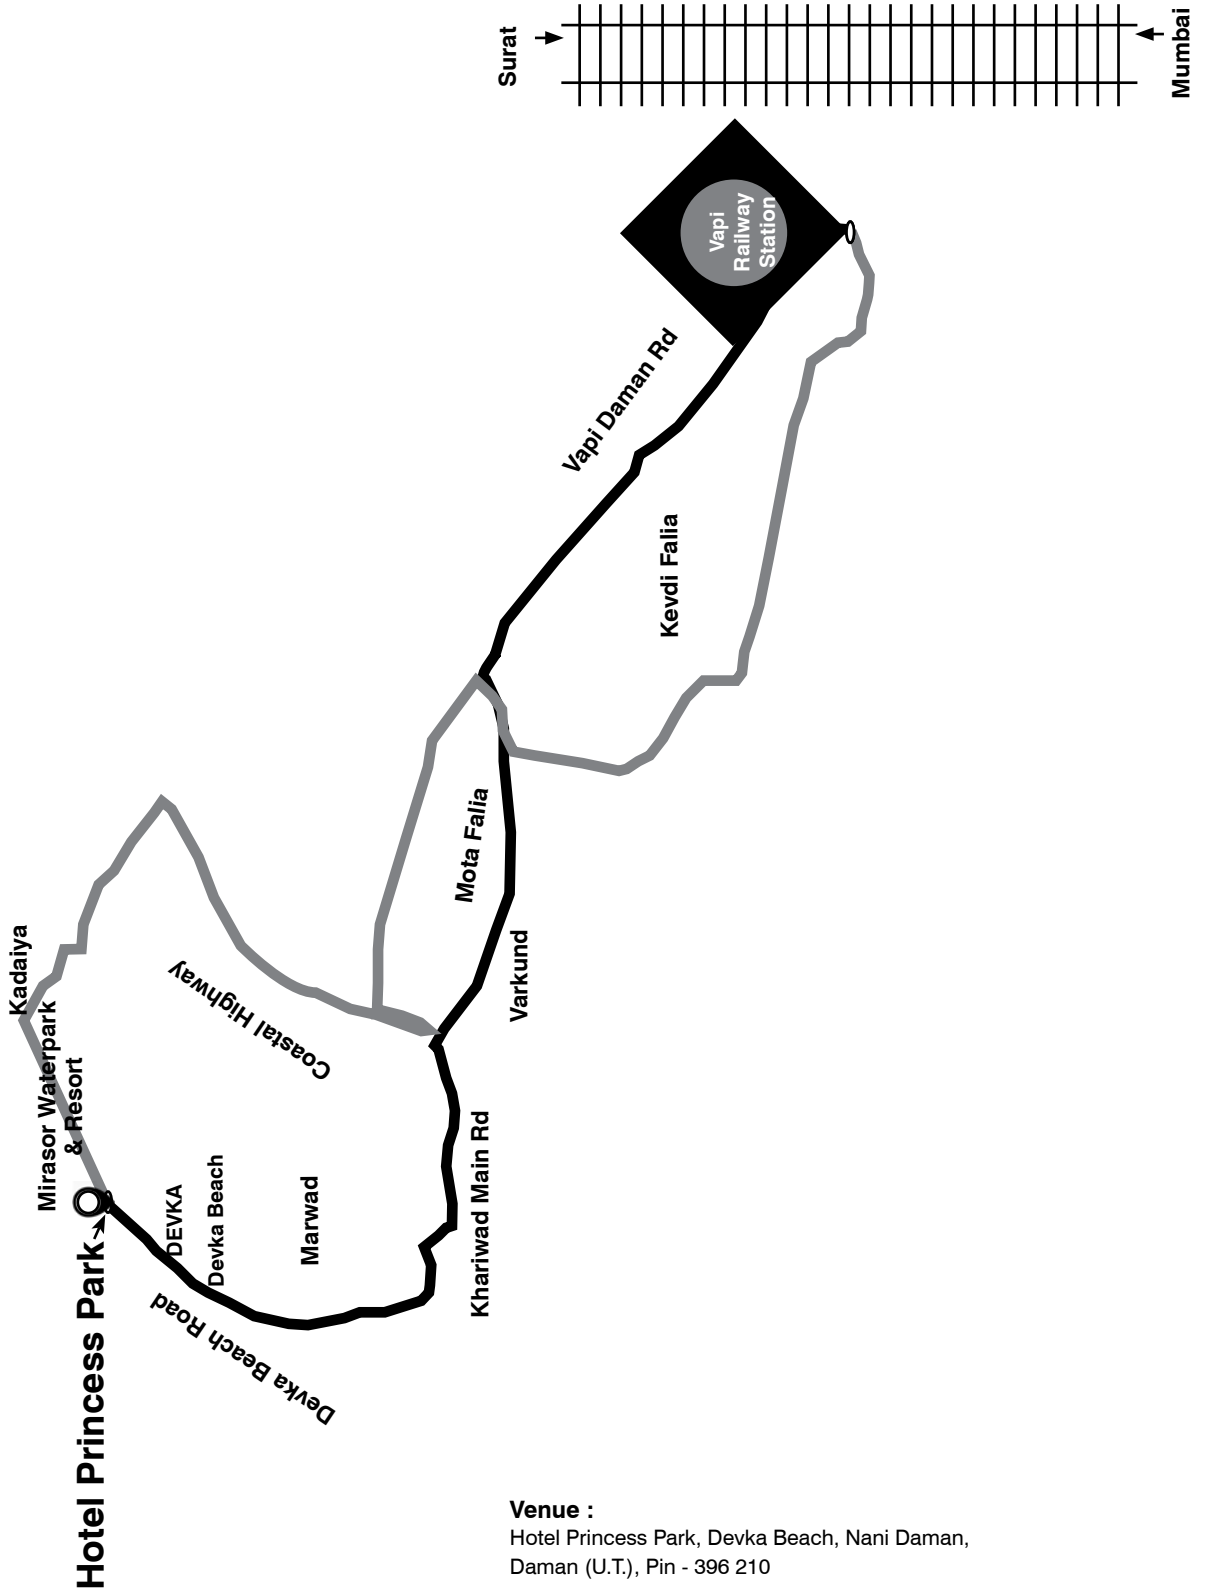 Surat
Mumbai
Vapi
Railway
Station
Vapi Daman Rd
Kevdi Falia
Mota Falia
Varkund
Kadaiya
Mirasor Waterpark
& Resort
Coastal Highway
DEVKA
Devka Beach
Marwad
Khariwad Main Rd
Devka Beach Road
Hotel Princess Park
Venue :
Hotel Princess Park, Devka Beach, Nani Daman,
Daman (U.T.), Pin - 396 210